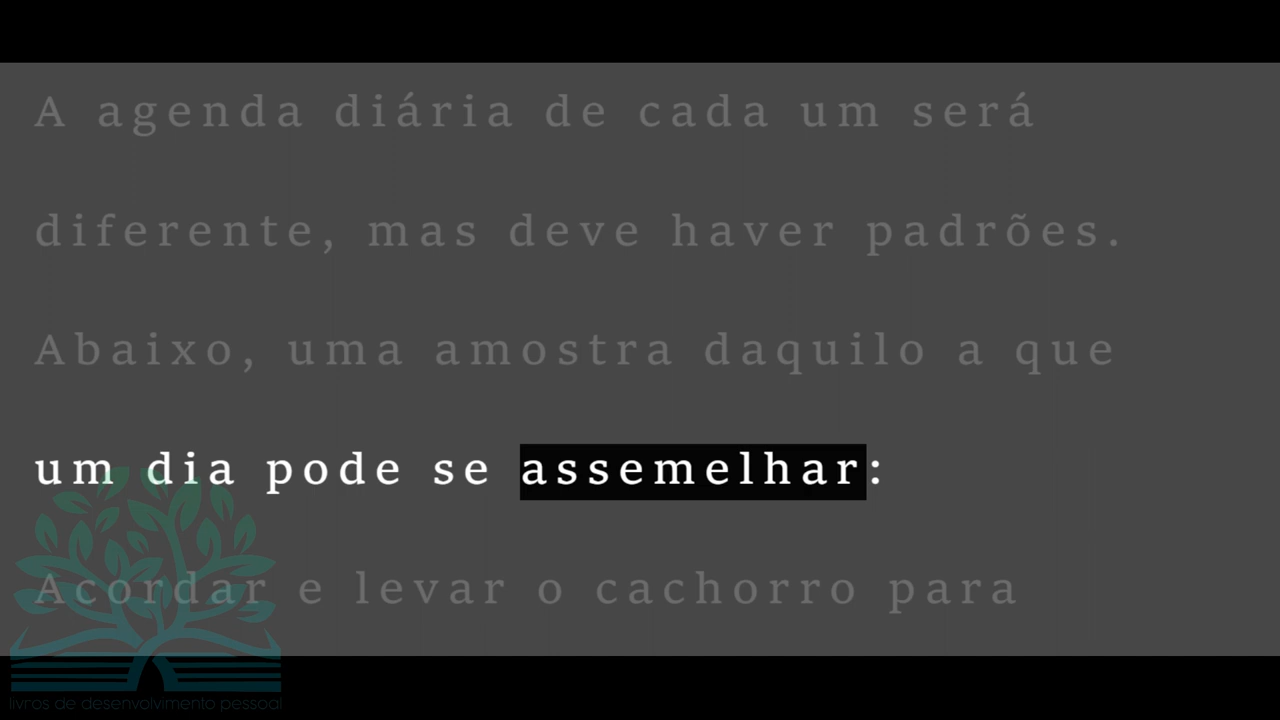 A agenda diária de cada um será
diferente, mas deve haver padrões.
Abaixo, uma amostra daquilo a que
um dia pode se assemelhar:
Acordar e levar o cachorro para
livros de desenvolvimento pessoal